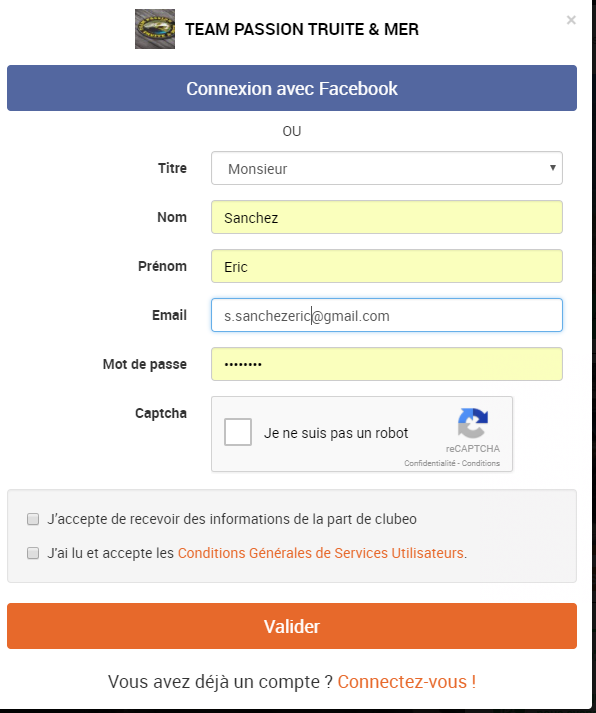 TEAM PASSION TRUITE & MER
×
Connexion avec Facebook
OU
Titre Monsieur
Nom Sanchez
Prénom Eric
Email s.sanchezeric@gmail.com
Mot de passe ••••••••
Captcha Je ne suis pas un robot
reCAPTCHA
Confidentialité - Conditions
J'accepte de recevoir des informations de la part de clubeo
J'ai lu et accepte les Conditions Générales de Services Utilisateurs.
Valider
Vous avez déjà un compte ? Connectez-vous !